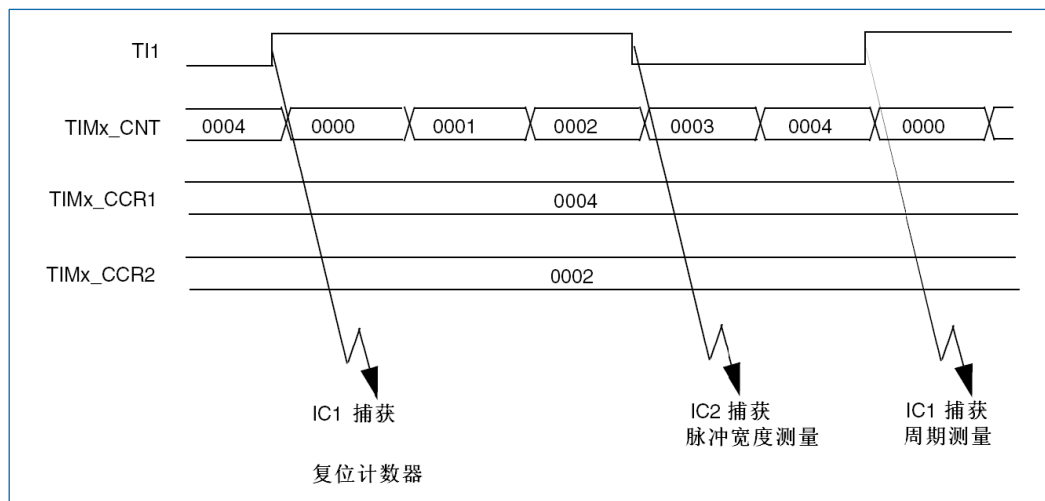 TI1
TIMx_CNT
0004
0000
0001
0002
0003
0004
0000
TIMx_CCR1
0004
TIMx_CCR2
0002
IC1 捕获
复位计数器
IC2 捕获
脉冲宽度测量
IC1 捕获
周期测量